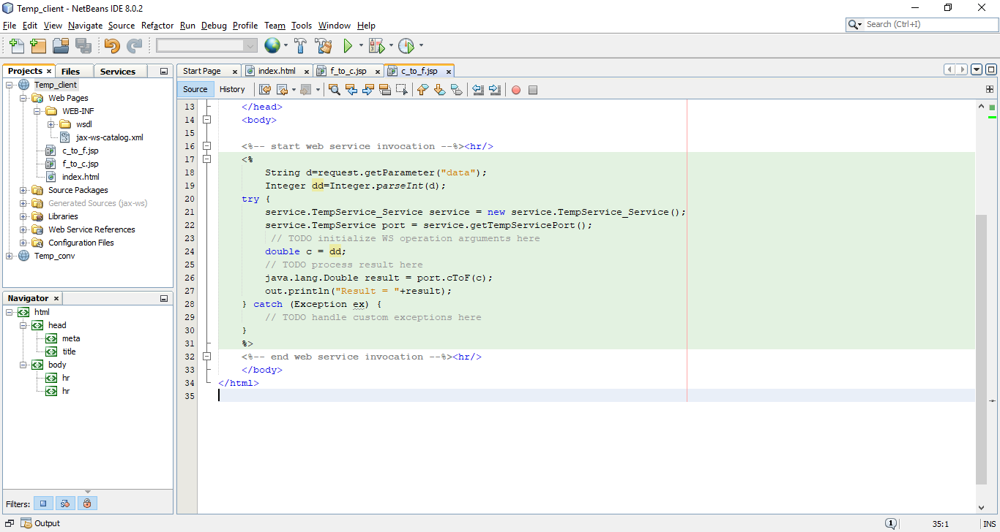 Temp_client - NetBeans IDE 8.0.2
File Edit View Navigate Source Refactor Run Debug Profile Team Tools Window Help
Search (Ctrl+I)
Projects Files Services
Temp_client
Web Pages
WEB-INF
wsdl
jax-ws-catalog.xml
c_to_f.jsp
f_to_c.jsp
index.html
Source Packages
Generated Sources (jax-ws)
Libraries
Web Service References
Configuration Files
Temp_conv
Navigator
html
head
meta
title
body
hr
hr
Filters:
Start Page index.html f_to_c.jsp c_to_f.jsp
Source History
13 </head>
14 <body>
15
16 <%-- start web service invocation --%><hr/>
17 <%
18 String d=request.getParameter("data");
19 Integer dd=Integer.parseInt(d);
20 try {
21 service.TempService_Service service = new service.TempService_Service();
22 service.TempService port = service.getTempServicePort();
23 // TODO initialize WS operation arguments here
24 double c = dd;
25 // TODO process result here
26 java.lang.Double result = port.cToF(c);
27 out.println("Result = "+result);
28 } catch (Exception ex) {
29 // TODO handle custom exceptions here
30 }
31 %>
32 <%-- end web service invocation --%><hr/>
33 </body>
34 </html>
35
Output
1
35:1
INS